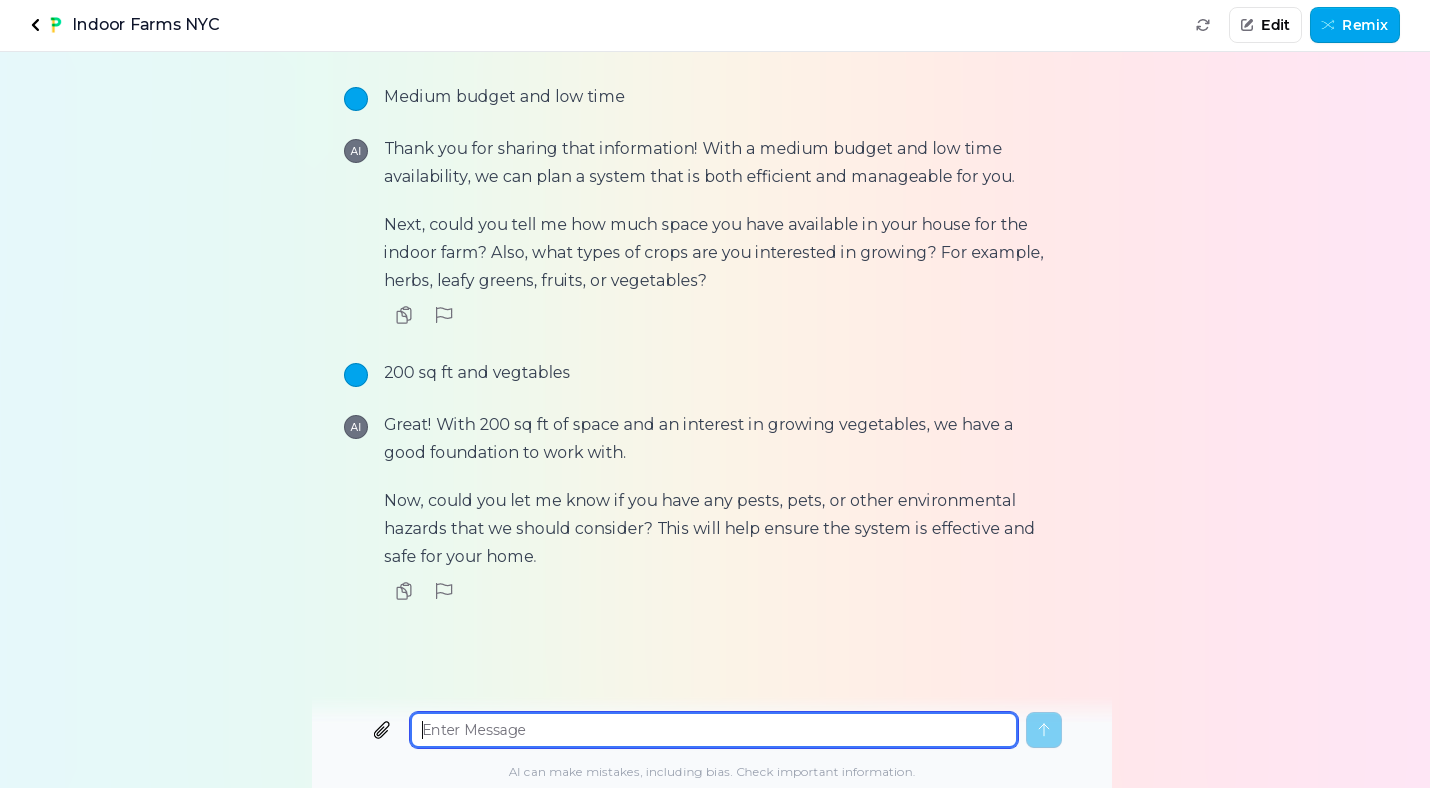 Indoor Farms NYC
Edit
Remix
Medium budget and low time
AI
Thank you for sharing that information! With a medium budget and low time
availability, we can plan a system that is both efficient and manageable for you.
Next, could you tell me how much space you have available in your house for the
indoor farm? Also, what types of crops are you interested in growing? For example,
herbs, leafy greens, fruits, or vegetables?
200 sq ft and vegtables
AI
Great! With 200 sq ft of space and an interest in growing vegetables, we have a
good foundation to work with.
Now, could you let me know if you have any pests, pets, or other environmental
hazards that we should consider? This will help ensure the system is effective and
safe for your home.
Enter Message
AI can make mistakes, including bias. Check important information.